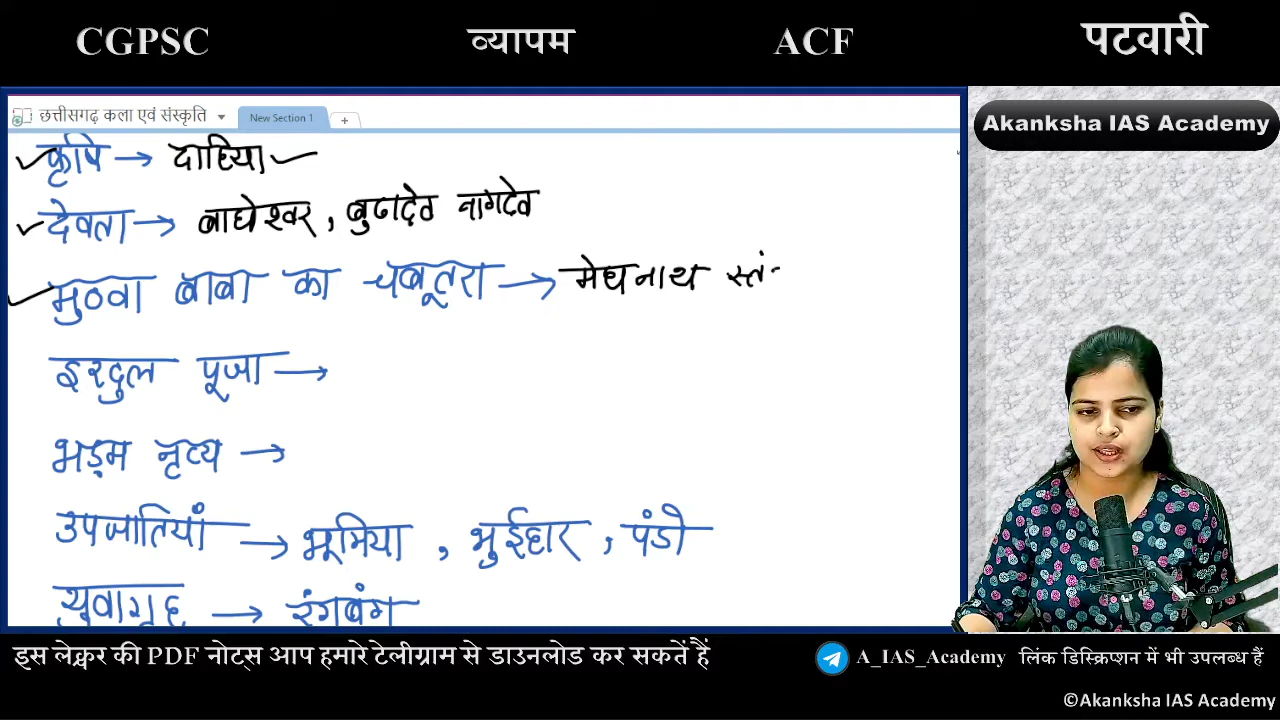 CGPSC व्यापम ACF पटवारी
छत्तीसगढ़ कला एवं संस्कृति New Section 1
Akanksha IAS Academy
कृषि → दाहिया
देवता → बाघेश्वर, बुढ़ादेव नागदेव
मुठवा बाबा का चबूतरा → मेघनाथ स्तं
इरदुल पूजा →
भड़म नृत्य →
उपजातियां → भूमिया, भुईहार, पंडो
युवागृह → रंगबंग
इस लेक्चर की PDF नोट्स आप हमारे टेलीग्राम से डाउनलोड कर सकतें हैं A_IAS_Academy लिंक डिस्क्रिप्शन में भी उपलब्ध हैं
©Akanksha IAS Academy